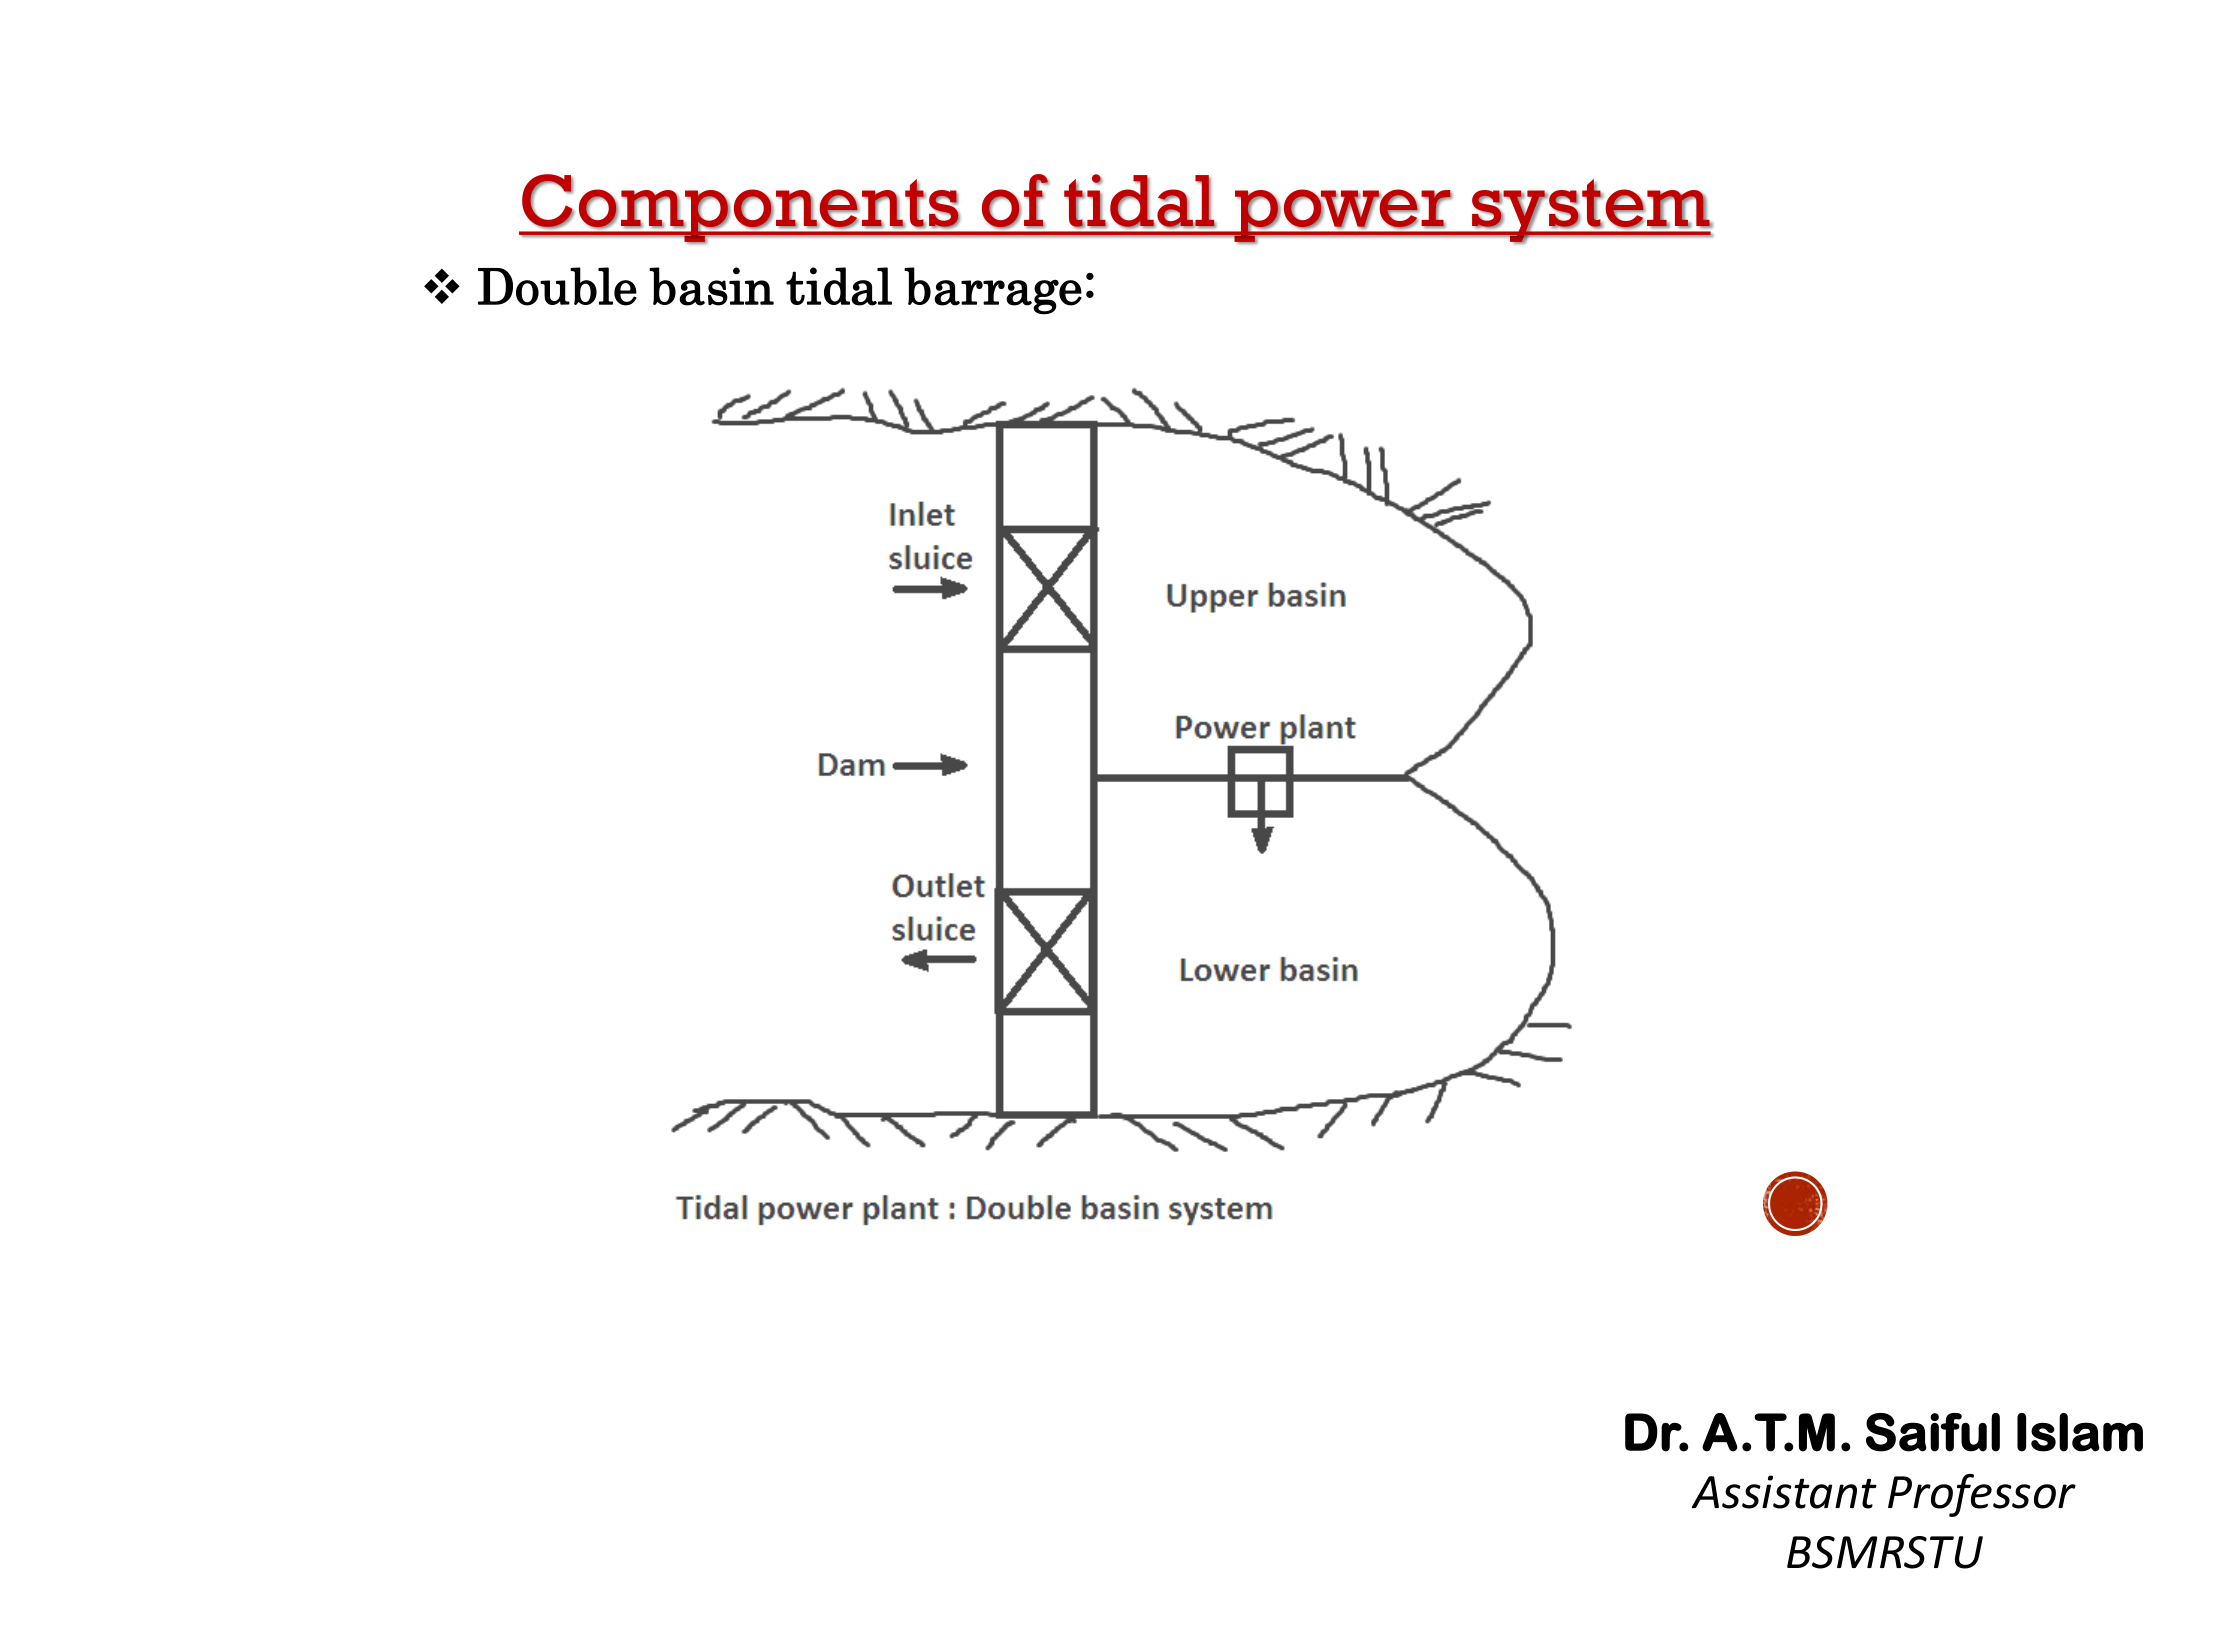 Components of tidal power system
❖ Double basin tidal barrage:
Inlet
sluice
Upper basin
Power plant
Dam
Outlet
sluice
Lower basin
Tidal power plant : Double basin system
Dr. A.T.M. Saiful Islam
Assistant Professor
BSMRSTU